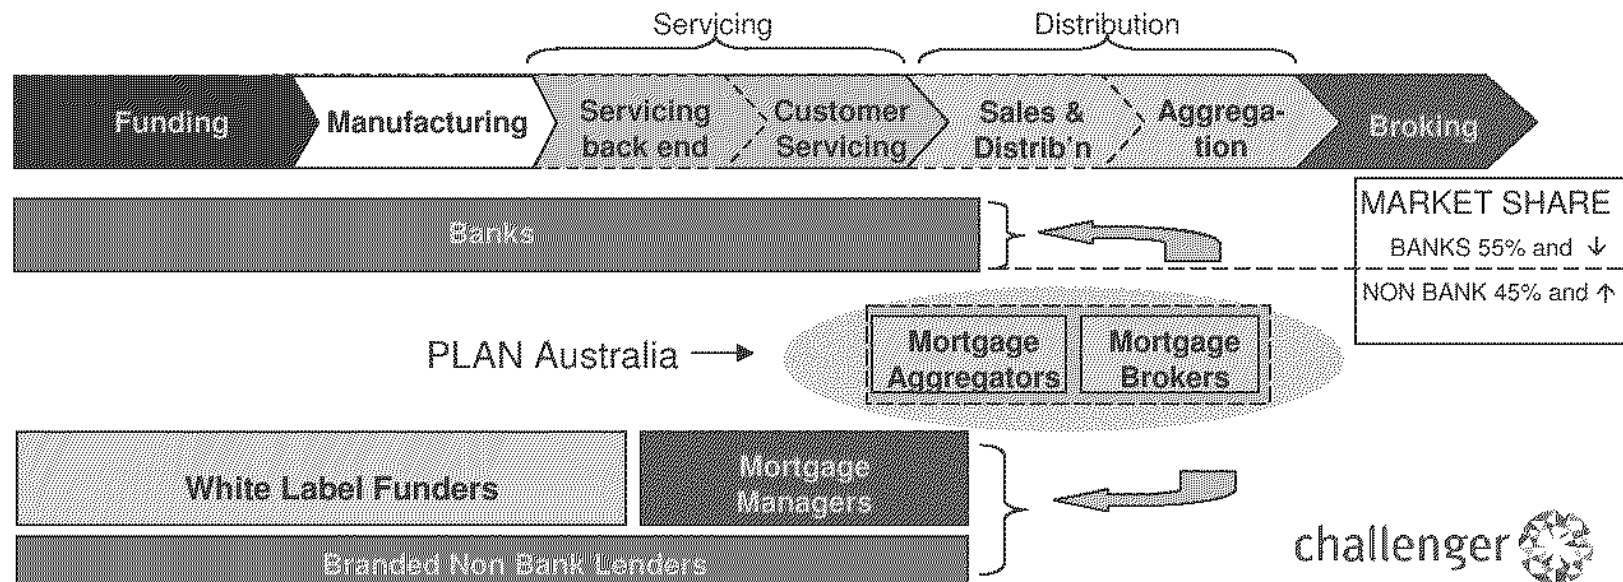 Servicing
Distribution
Funding
Manufacturing
Servicing
back end
Customer
Servicing
Sales &
Distrib'n
Aggrega-
tion
Broking
Banks
MARKET SHARE
BANKS 55% and ↓
NON BANK 45% and ↑
PLAN Australia
Mortgage
Aggregators
Mortgage
Brokers
White Label Funders
Mortgage
Managers
Branded Non Bank Lenders
challenger